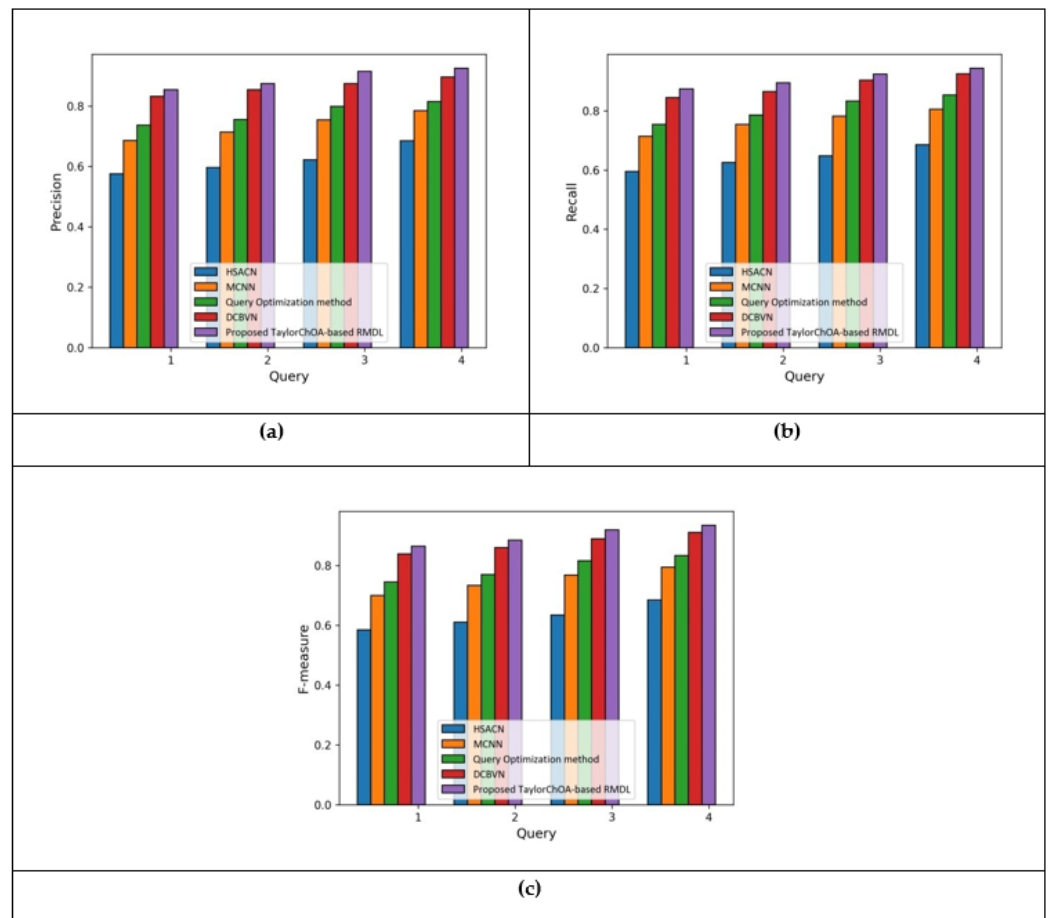 Precision
0.8
0.6
0.4
0.2
0.0
HSACN
MCNN
Query Optimization method
DCBVN
Proposed TaylorChOA-based RMDL
1 2 3 4
Query
(a)
Recall
0.8
0.6
0.4
0.2
0.0
HSACN
MCNN
Query Optimization method
DCBVN
Proposed TaylorChOA-based RMDL
1 2 3 4
Query
(b)
F-measure
0.8
0.6
0.4
0.2
0.0
HSACN
MCNN
Query Optimization method
DCBVN
Proposed TaylorChOA-based RMDL
1 2 3 4
Query
(c)